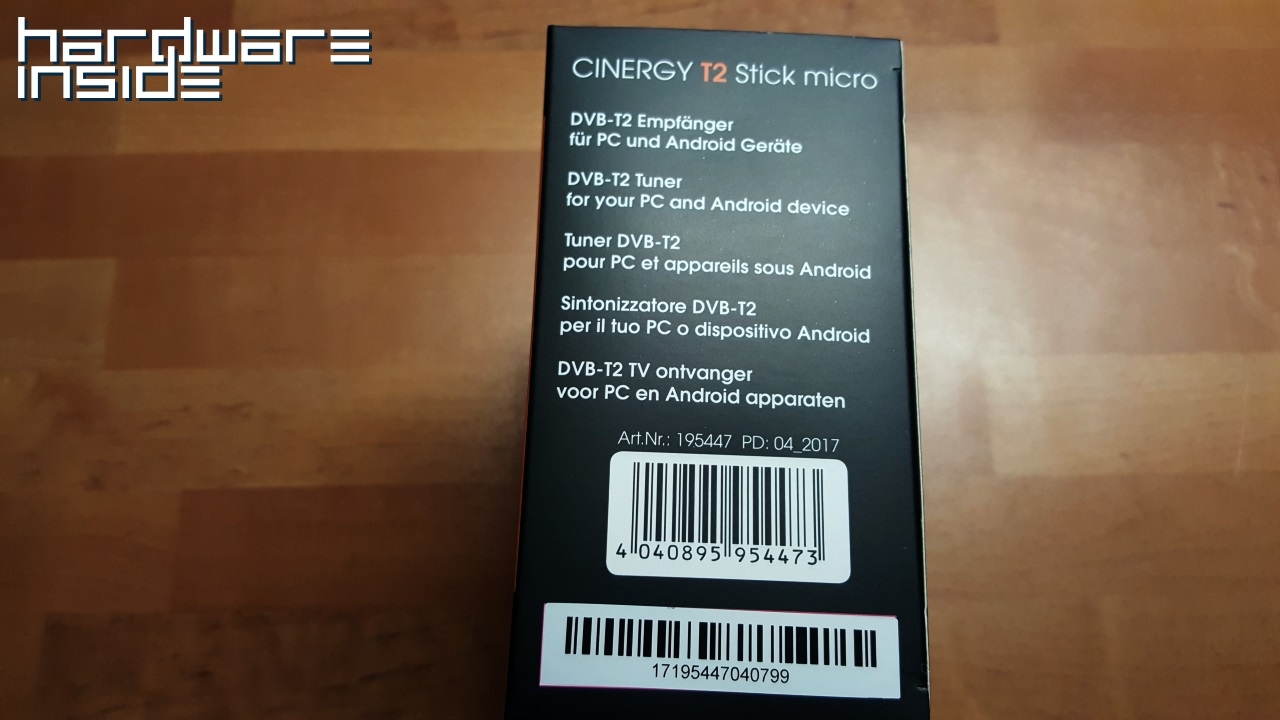 hardware
inside
CINERGY T2 Stick micro
DVB-T2 Empfänger
für PC und Android Geräte
DVB-T2 Tuner
for your PC and Android device
Tuner DVB-T2
pour PC et appareils sous Android
Sintonizzatore DVB-T2
per il tuo PC o dispositivo Android
DVB-T2 TV ontvanger
voor PC en Android apparaten
Art.Nr.: 195447 PD: 04_2017
4 040895 954473
17195447040799